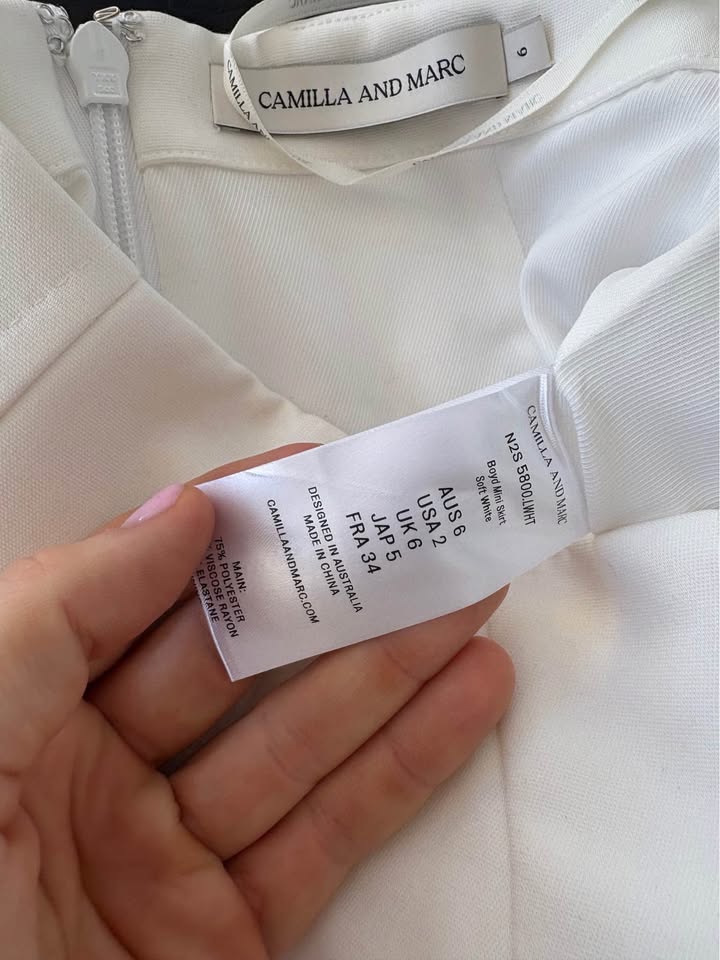 CAMILLA AND MARC
6
CAMILLA
CAMILLA AND MARC
N2S 5800.LWHT
Boyd Mini Skirt
Soft White
AUS 6
USA 2
UK 6
JAP 5
FRA 34
DESIGNED IN AUSTRALIA
MADE IN CHINA
CAMILLAANDMARC.COM
MAIN:
75% POLYESTER
VISCOSE RAYON
ELASTANE